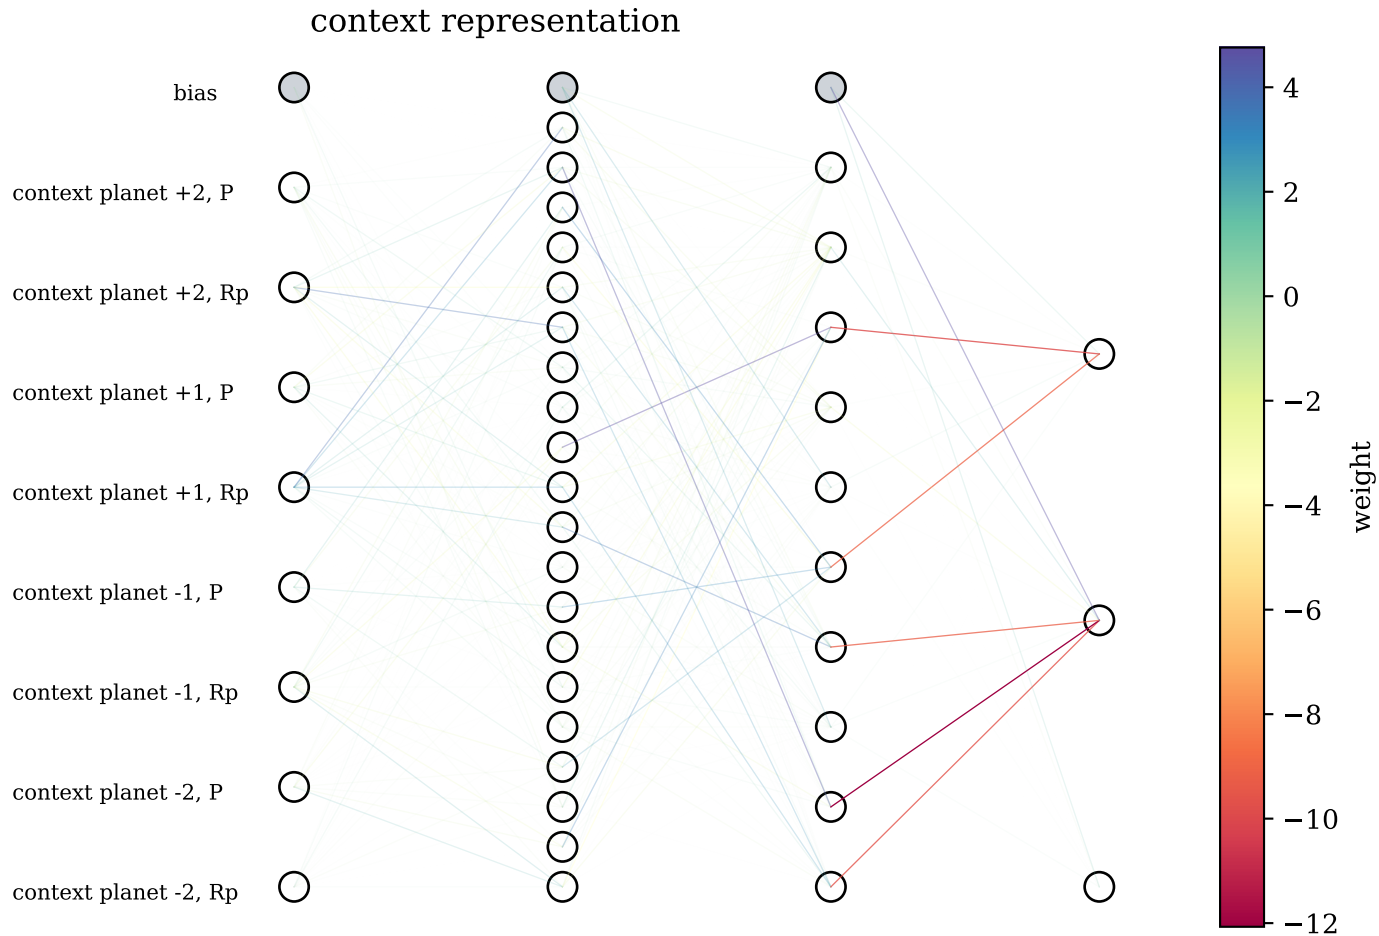 context representation
bias
context planet +2, P
context planet +2, Rp
context planet +1, P
context planet +1, Rp
context planet -1, P
context planet -1, Rp
context planet -2, P
context planet -2, Rp
4
2
0
−2
−4
−6
−8
−10
−12
weight